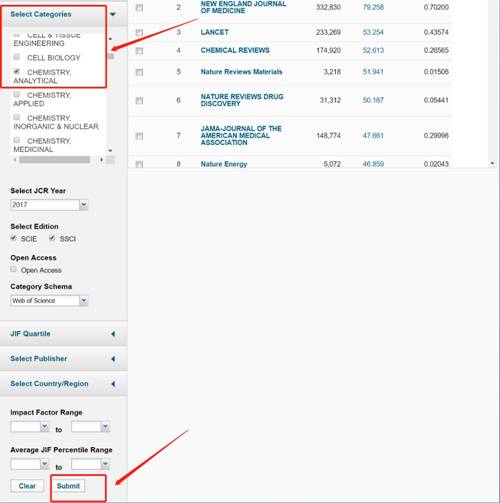 Select Categories
CELL & TISSUE
ENGINEERING
CELL BIOLOGY
CHEMISTRY,
ANALYTICAL
CHEMISTRY,
APPLIED
CHEMISTRY,
INORGANIC & NUCLEAR
CHEMISTRY,
MEDICINAL
Select JCR Year
2017
Select Edition
SCIE SSCI
Open Access
Open Access
Category Schema
Web of Science
JIF Quartile
Select Publisher
Select Country/Region
Impact Factor Range
to
Average JIF Percentile Range
to
Clear Submit
2 NEW ENGLAND JOURNAL OF MEDICINE 332,830 79.258 0.70200
3 LANCET 233,269 53.254 0.43574
4 CHEMICAL REVIEWS 174,920 52.613 0.26565
5 Nature Reviews Materials 3,218 51.941 0.01506
6 NATURE REVIEWS DRUG DISCOVERY 31,312 50.167 0.05441
7 JAMA-JOURNAL OF THE AMERICAN MEDICAL ASSOCIATION 148,774 47.661 0.29996
8 Nature Energy 5,072 46.859 0.02043